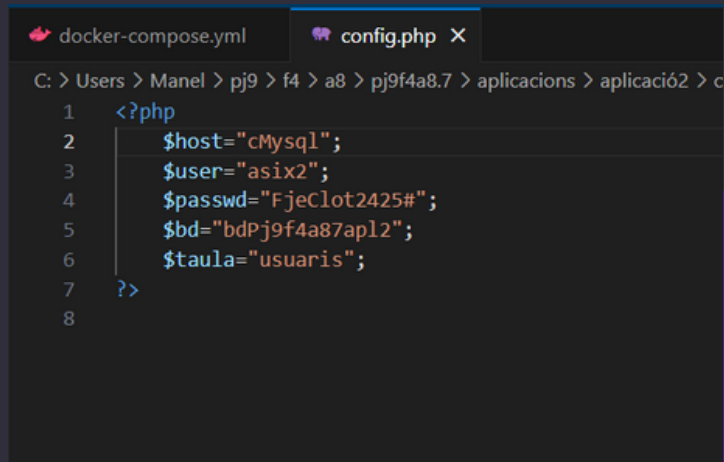 docker-compose.yml config.php ×
C: > Users > Manel > pj9 > f4 > a8 > pj9f4a8.7 > aplicacions > aplicació2 > c
1 <?php
2 $host="cMysql";
3 $user="asix2";
4 $passwd="FjeClot2425#";
5 $bd="bdPj9f4a87apl2";
6 $taula="usuaris";
7 ?>
8